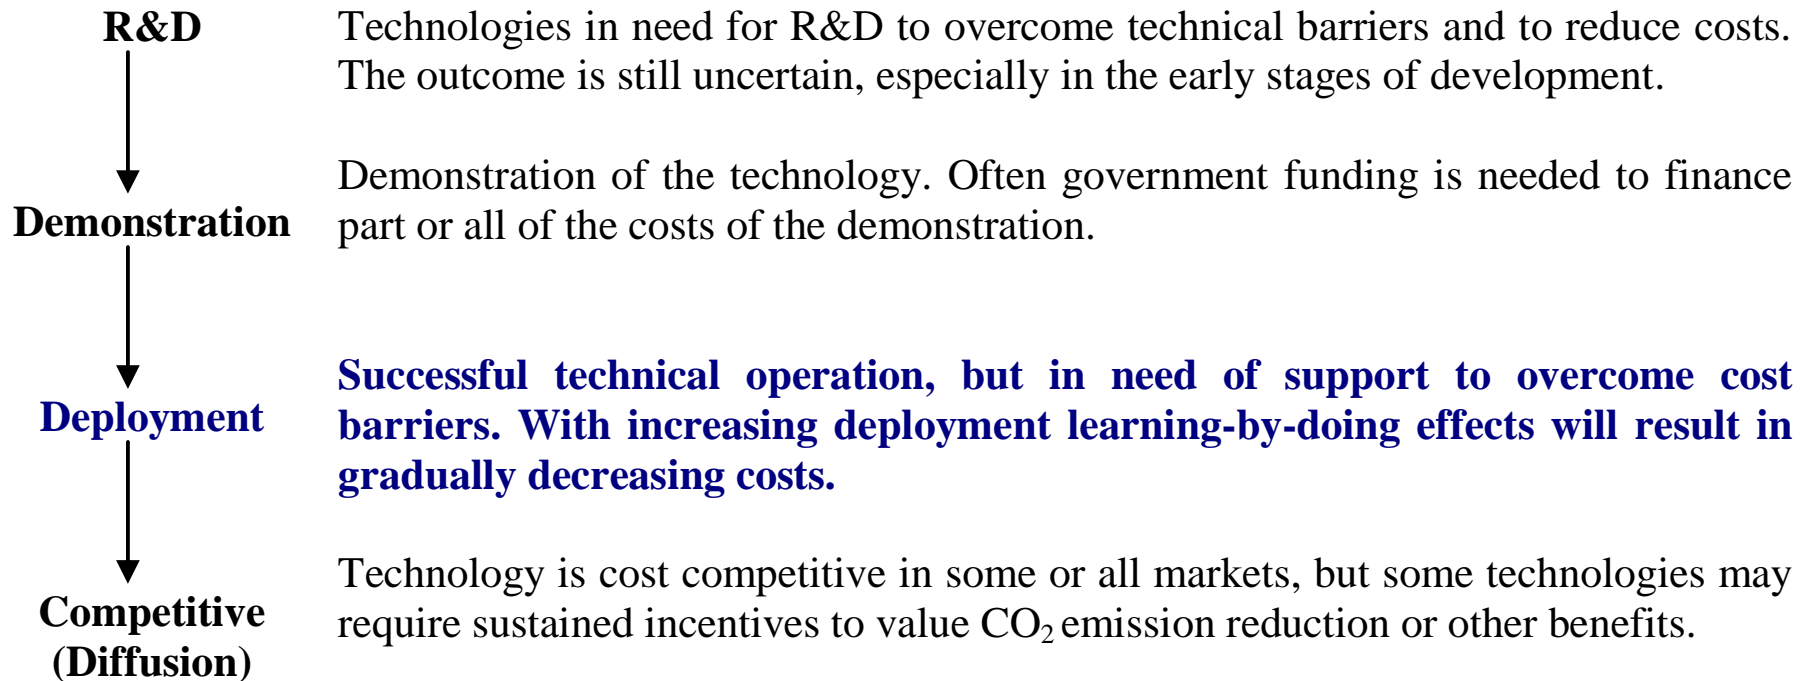 R&D
Technologies in need for R&D to overcome technical barriers and to reduce costs.
The outcome is still uncertain, especially in the early stages of development.
Demonstration
Demonstration of the technology. Often government funding is needed to finance
part or all of the costs of the demonstration.
Deployment
Successful technical operation, but in need of support to overcome cost
barriers. With increasing deployment learning-by-doing effects will result in
gradually decreasing costs.
Competitive
(Diffusion)
Technology is cost competitive in some or all markets, but some technologies may
require sustained incentives to value CO₂ emission reduction or other benefits.